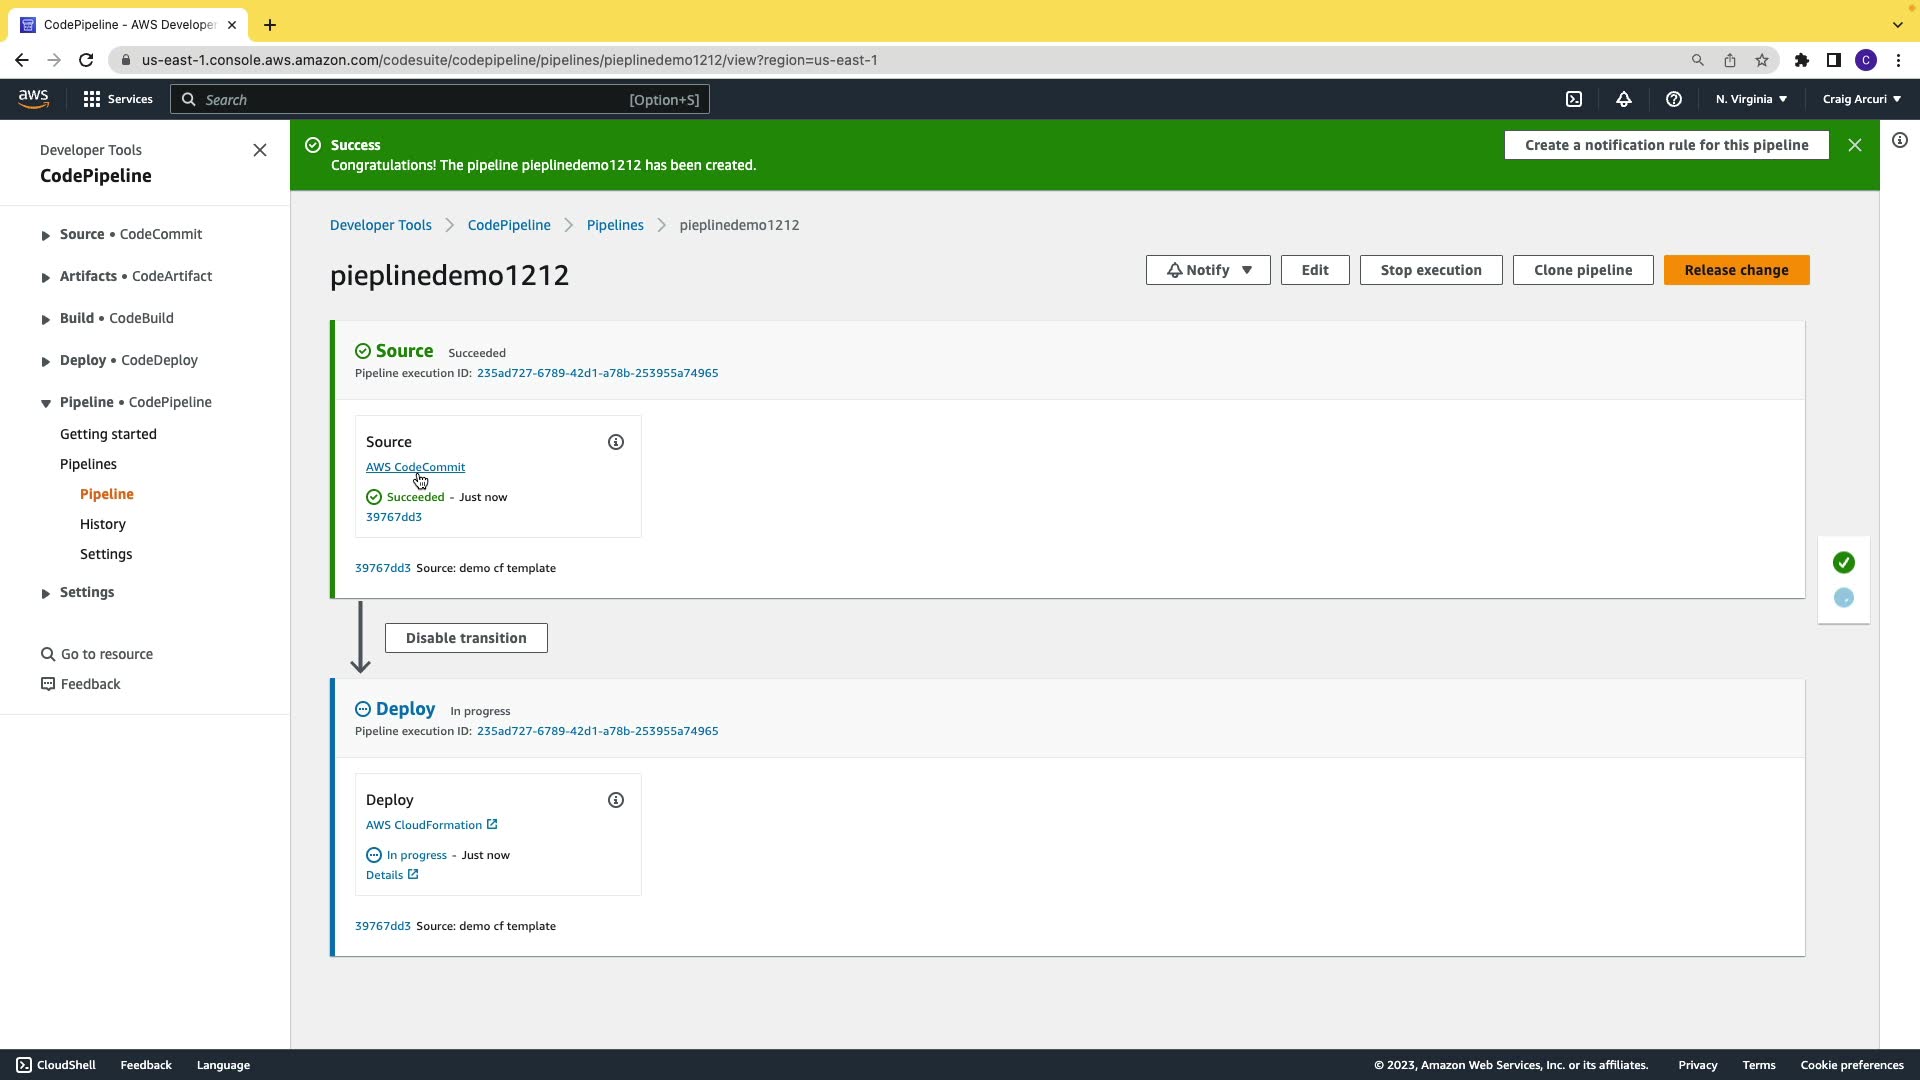 CodePipeline - AWS Developer
us-east-1.console.aws.amazon.com/codesuite/codepipeline/pipelines/pieplinedemo1212/view?region=us-east-1
C
aws
Services
Search
[Option+S]
N. Virginia
Craig Arcuri
Developer Tools
CodePipeline
Source • CodeCommit
Artifacts • CodeArtifact
Build • CodeBuild
Deploy • CodeDeploy
Pipeline • CodePipeline
Getting started
Pipelines
Pipeline
History
Settings
Settings
Go to resource
Feedback
Success
Congratulations! The pipeline pieplinedemo1212 has been created.
Create a notification rule for this pipeline
Developer Tools
CodePipeline
Pipelines
pieplinedemo1212
pieplinedemo1212
Notify
Edit
Stop execution
Clone pipeline
Release change
Source Succeeded
Pipeline execution ID: 235ad727-6789-42d1-a78b-253955a74965
Source
AWS CodeCommit
Succeeded - Just now
39767dd3
39767dd3 Source: demo cf template
Disable transition
Deploy In progress
Pipeline execution ID: 235ad727-6789-42d1-a78b-253955a74965
Deploy
AWS CloudFormation
In progress - Just now
Details
39767dd3 Source: demo cf template
CloudShell
Feedback
Language
© 2023, Amazon Web Services, Inc. or its affiliates.
Privacy
Terms
Cookie preferences